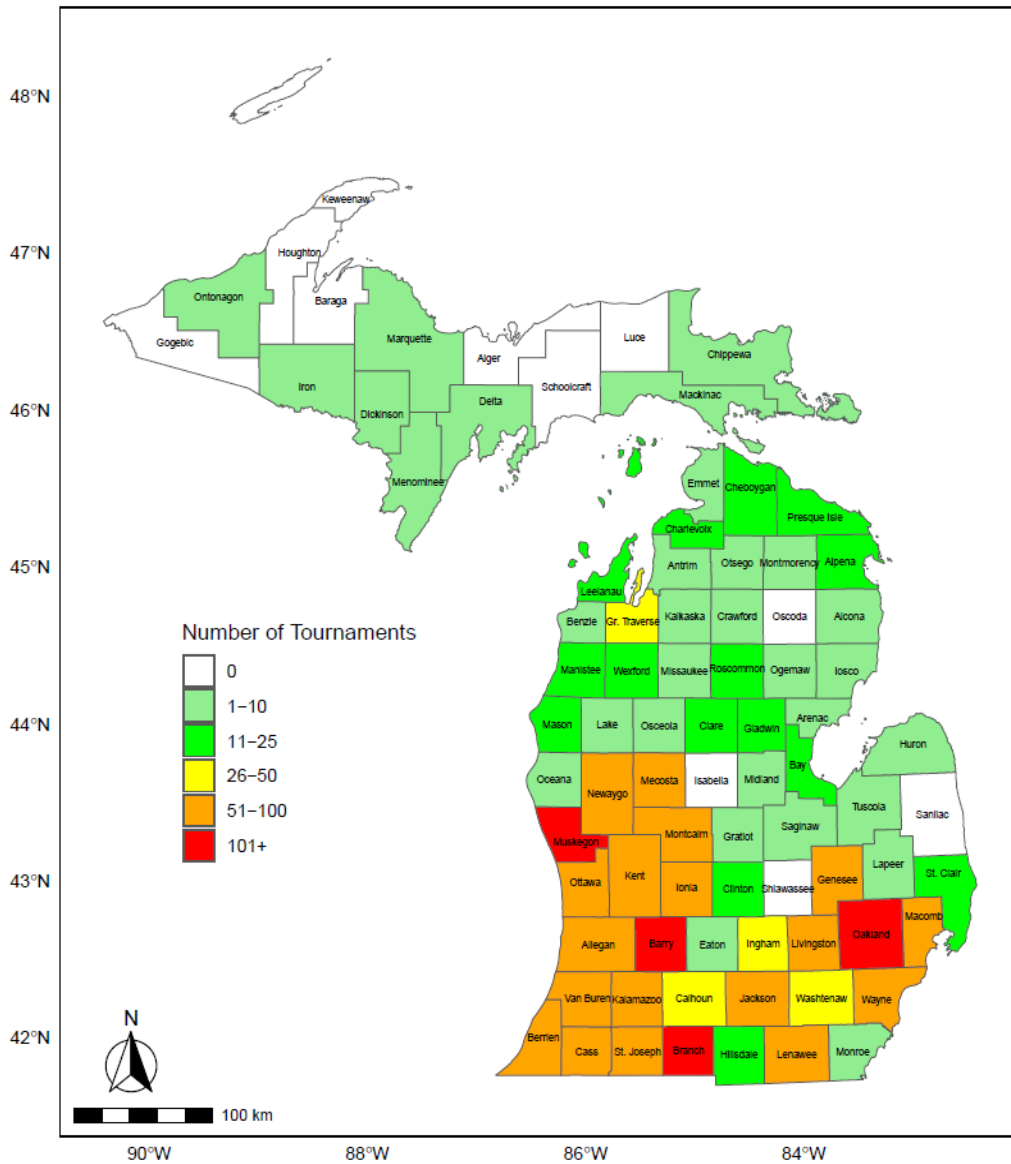 48°N
Keweenaw
47°N
Houghton
Ontonagon
Baraga
Gogebic
Marquette
Luce
Alger
Chippewa
Iron
Schoolcraft
Mackinac
46°N
Dickinson
Delta
Menominee
Emmet
Cheboygan
Presque Isle
Charlevoix
45°N
Antrim
Otsego
Montmorency
Alpena
Leelanau
Benzie
Gr. Traverse
Kalkaska
Crawford
Oscoda
Alcona
Number of Tournaments
0
1–10
11–25
26–50
51–100
101+
Manistee
Wexford
Missaukee
Roscommon
Ogemaw
Iosco
44°N
Mason
Lake
Osceola
Clare
Gladwin
Arenac
Huron
Bay
Oceana
Newaygo
Mecosta
Isabella
Midland
Tuscola
Sanilac
Muskegon
Montcalm
Gratiot
Saginaw
43°N
Ottawa
Kent
Ionia
Clinton
Shiawassee
Genesee
Lapeer
St. Clair
Macomb
Allegan
Barry
Eaton
Ingham
Livingston
Oakland
Van Buren
Kalamazoo
Calhoun
Jackson
Washtenaw
Wayne
42°N
Berrien
Cass
St. Joseph
Branch
Hillsdale
Lenawee
Monroe
N
100 km
90°W
88°W
86°W
84°W